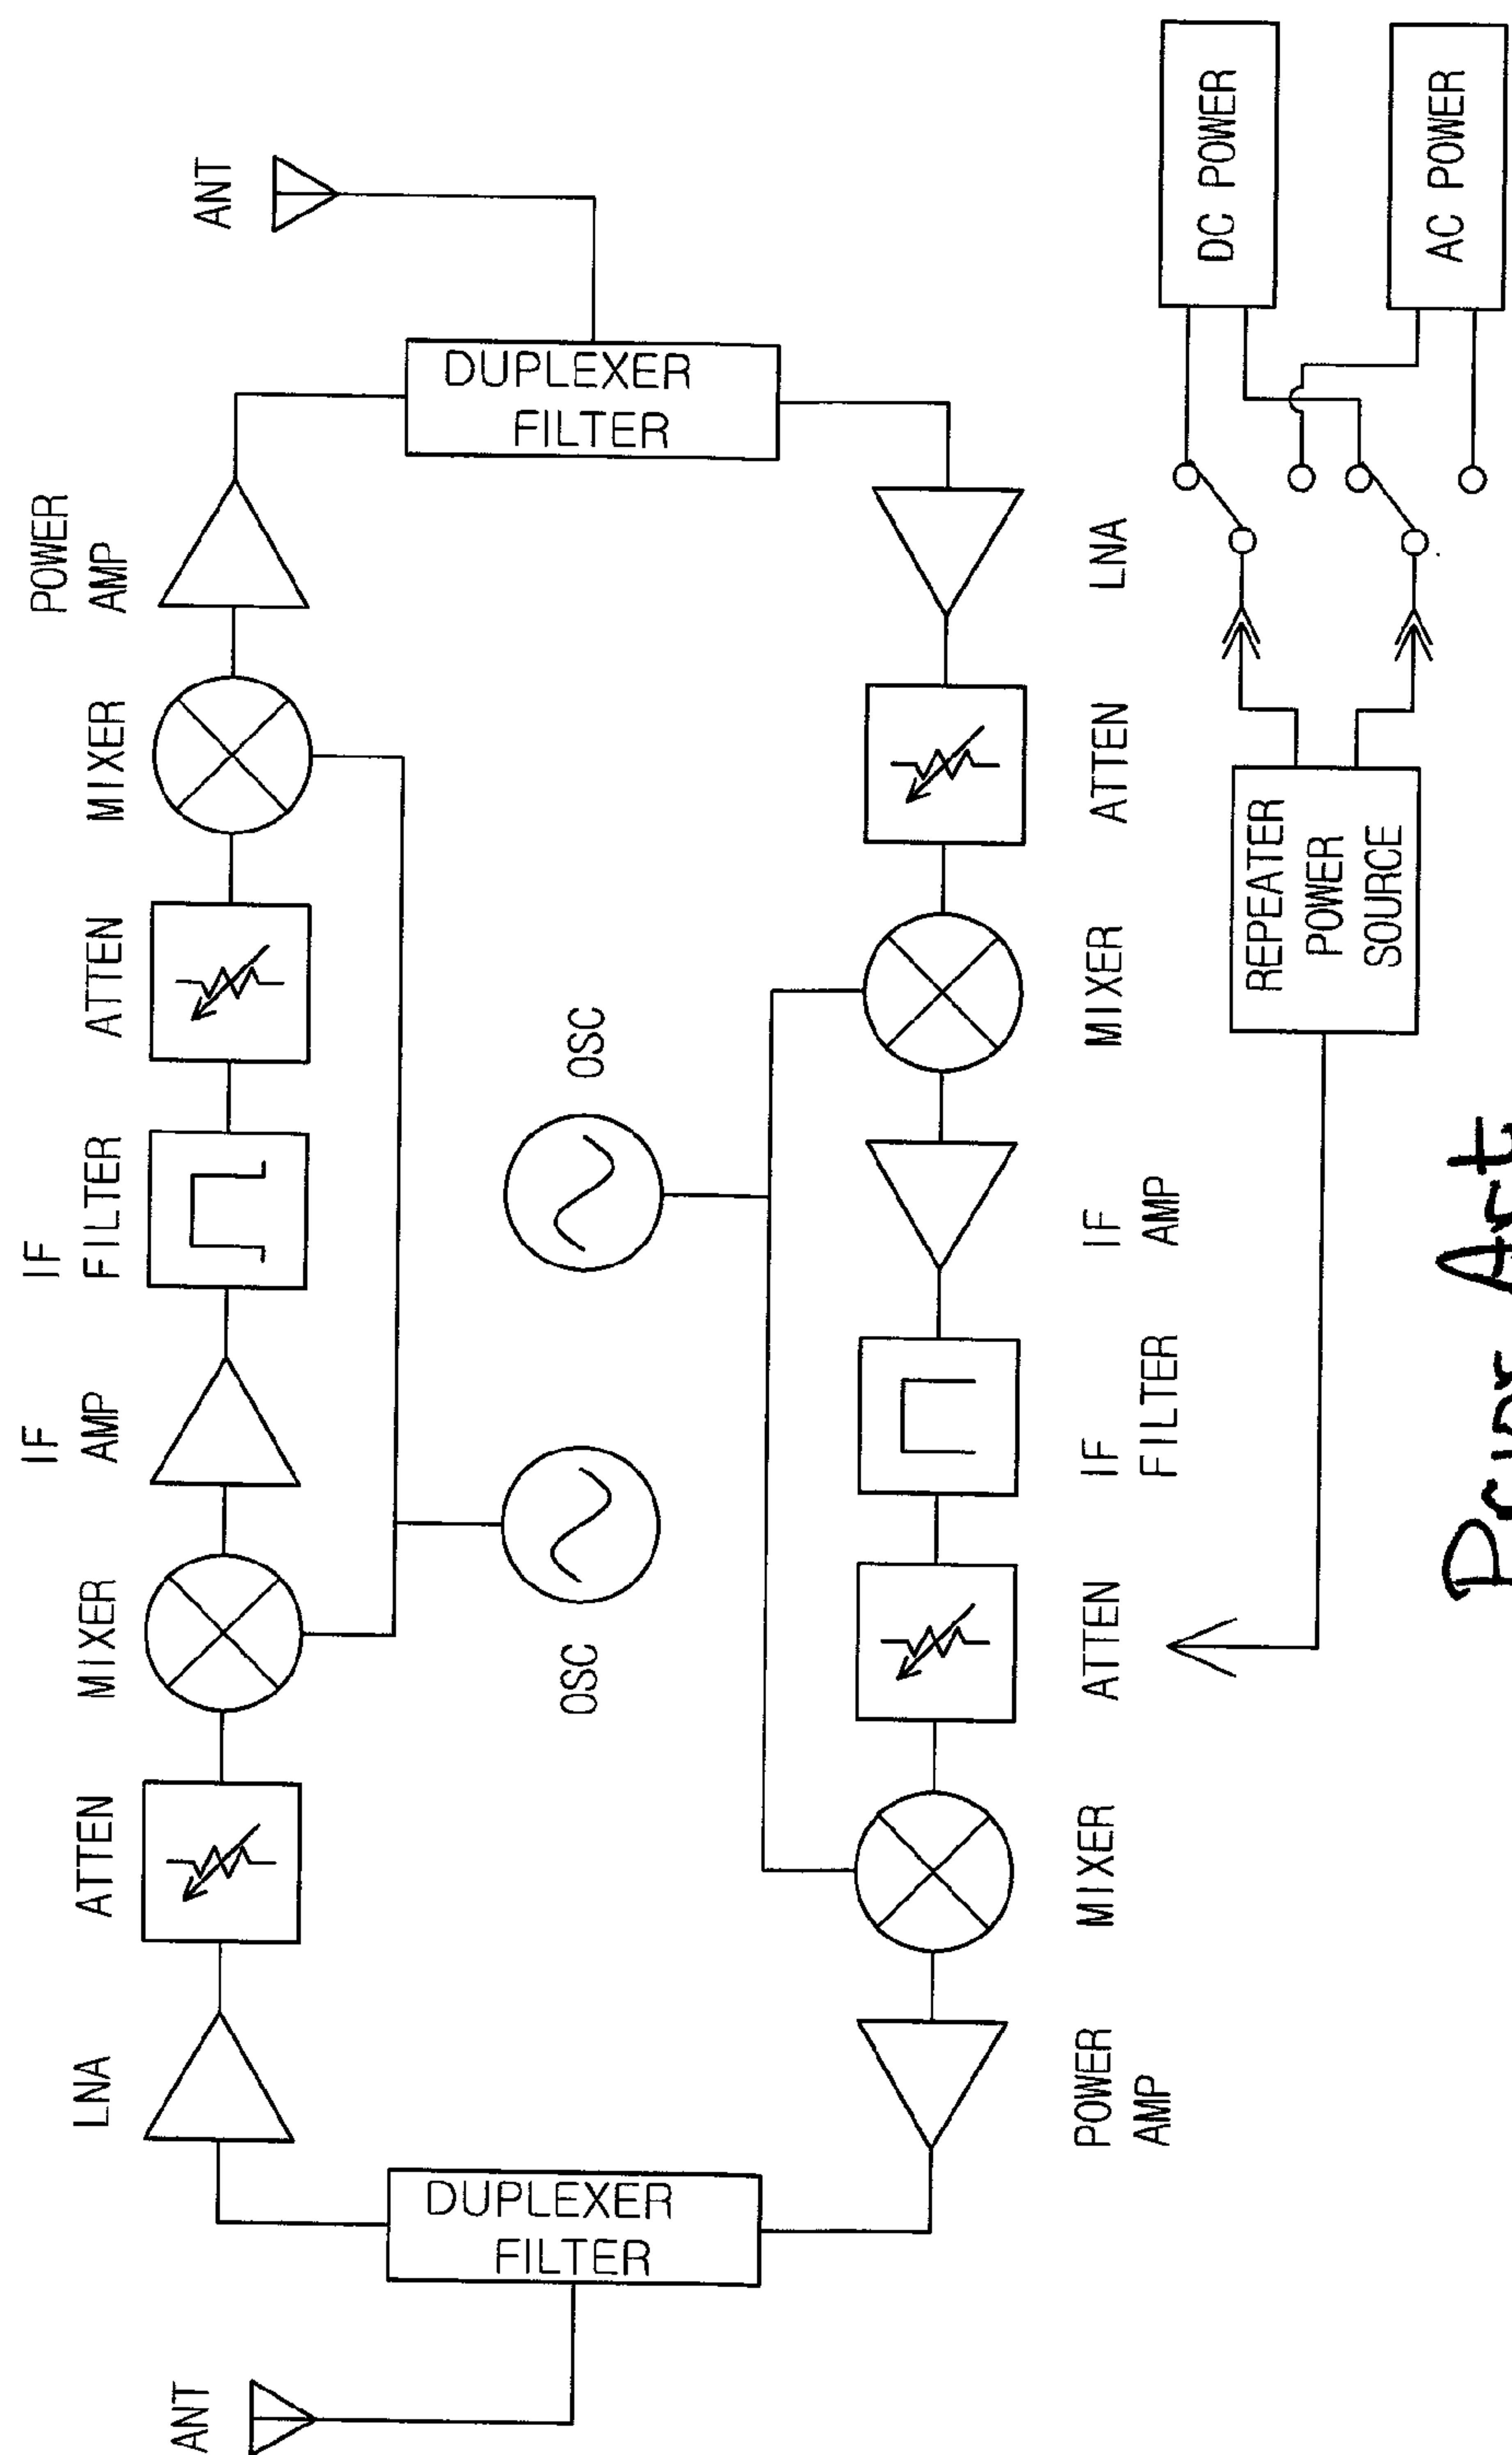 ANT
DUPLEXER
FILTER
LNA
ATTEN
MIXER
IF
AMP
IF
FILTER
ATTEN
MIXER
POWER
AMP
DUPLEXER
FILTER
ANT
OSC
OSC
POWER
AMP
MIXER
ATTEN
IF
FILTER
IF
AMP
MIXER
ATTEN
LNA
REPEATER
POWER
SOURCE
DC POWER
AC POWER
Prior Art